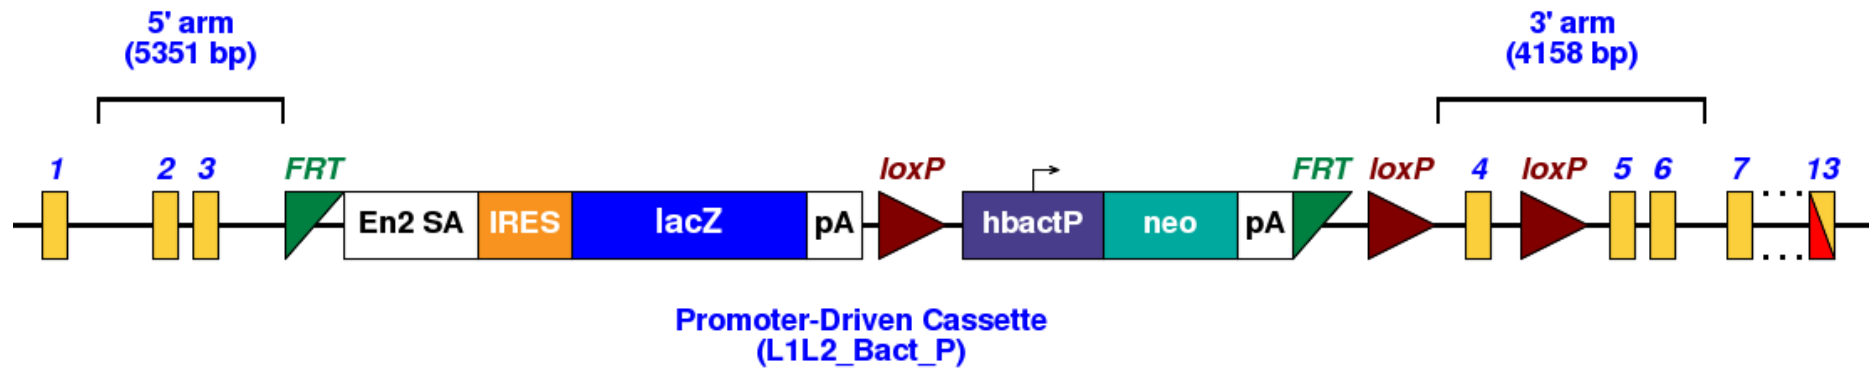 5' arm
(5351 bp)
3' arm
(4158 bp)
1 2 3 FRT loxP FRT loxP 4 loxP 5 6 7 13
En2 SA IRES lacZ pA hbactP neo pA
Promoter-Driven Cassette
(L1L2_Bact_P)